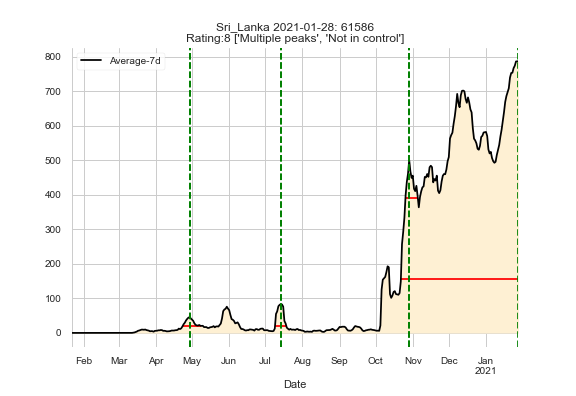 Sri_Lanka 2021-01-28: 61586
Rating:8 ['Multiple peaks', 'Not in control']
Average-7d
800
700
600
500
400
300
200
100
0
Feb Mar Apr May Jun Jul Aug Sep Oct Nov Dec Jan
2021
Date